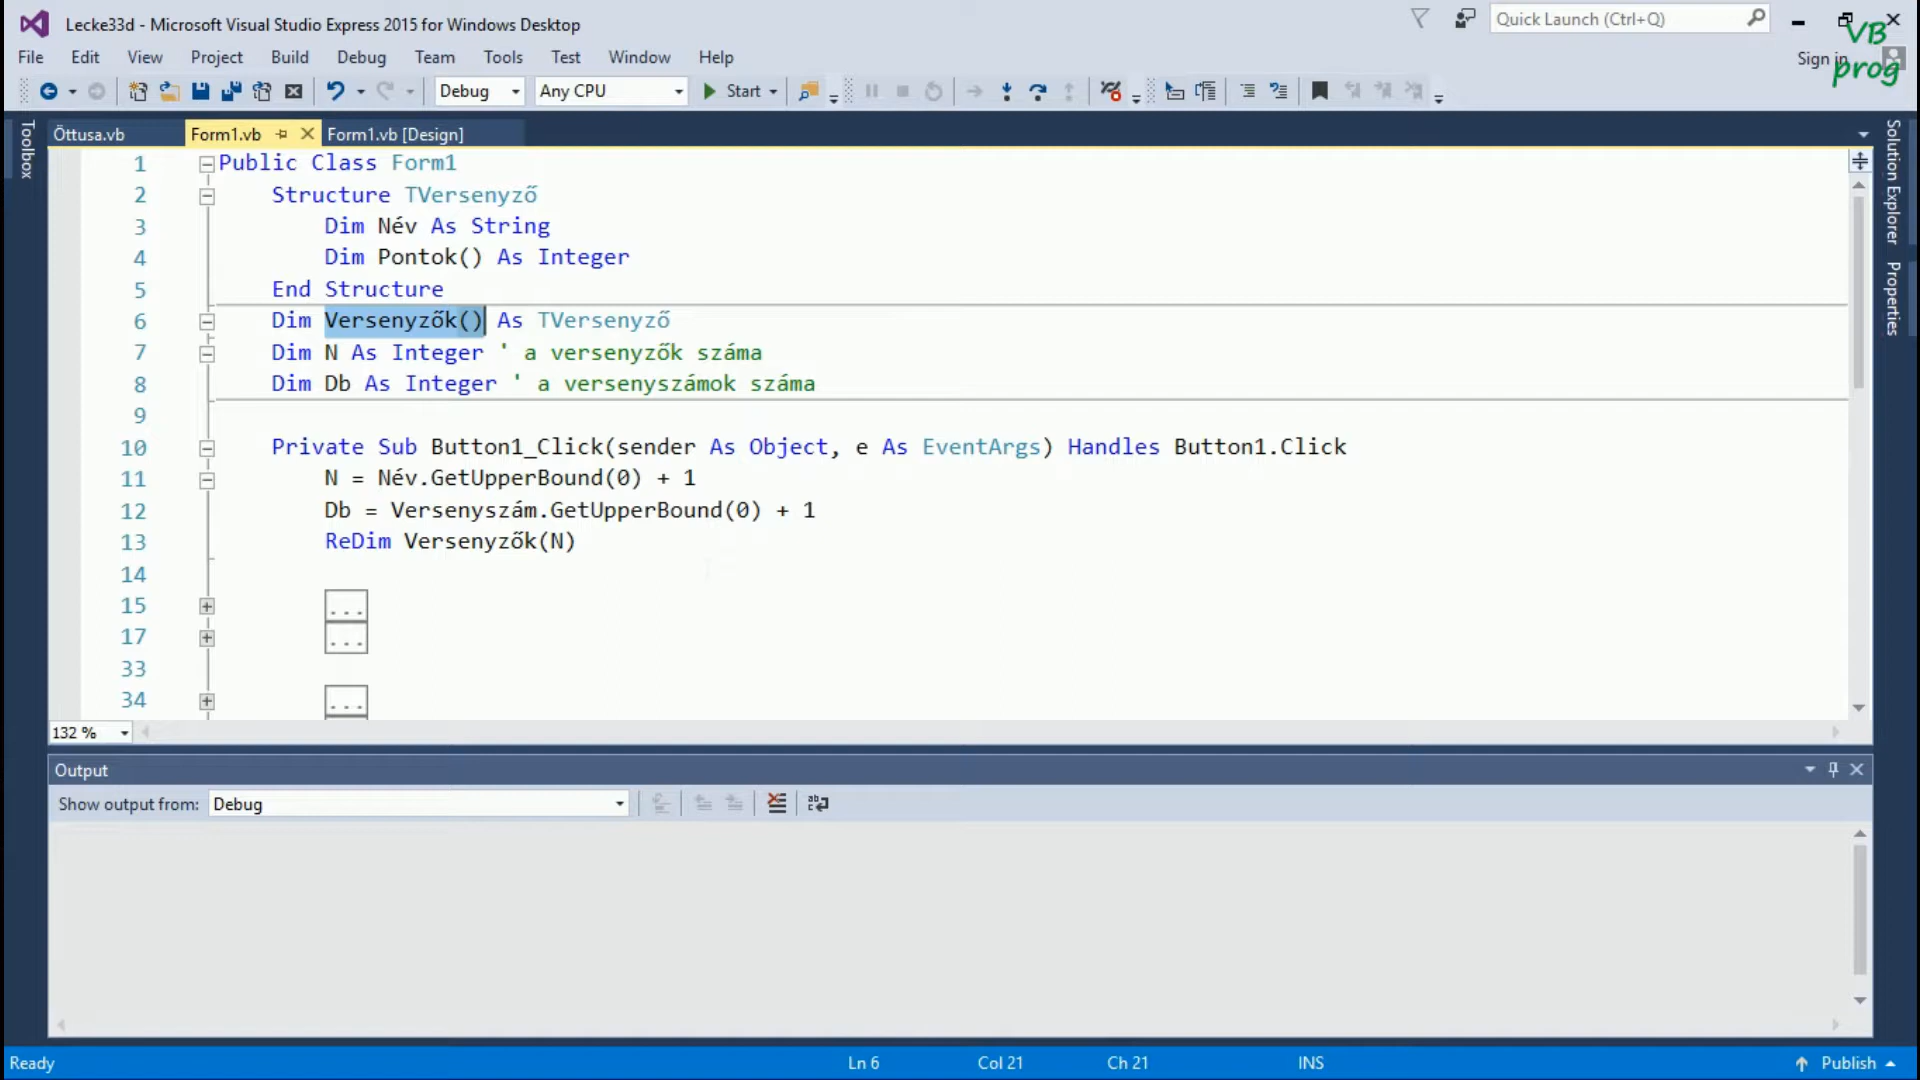 Lecke33d - Microsoft Visual Studio Express 2015 for Windows Desktop
Quick Launch (Ctrl+Q)
VB
prog
File Edit View Project Build Debug Team Tools Test Window Help
Sign in
Debug Any CPU Start
Toolbox
Öttusa.vb Form1.vb Form1.vb [Design]
Solution Explorer
Properties
1 Public Class Form1
2 Structure TVersenyző
3 Dim Név As String
4 Dim Pontok() As Integer
5 End Structure
6 Dim Versenyzők() As TVersenyző
7 Dim N As Integer ' a versenyzők száma
8 Dim Db As Integer ' a versenyszámok száma
9
10 Private Sub Button1_Click(sender As Object, e As EventArgs) Handles Button1.Click
11 N = Név.GetUpperBound(0) + 1
12 Db = Versenyszám.GetUpperBound(0) + 1
13 ReDim Versenyzők(N)
14
15 ...
17 ...
33
34 ...
132 %
Output
Show output from: Debug
Ready Ln 6 Col 21 Ch 21 INS Publish